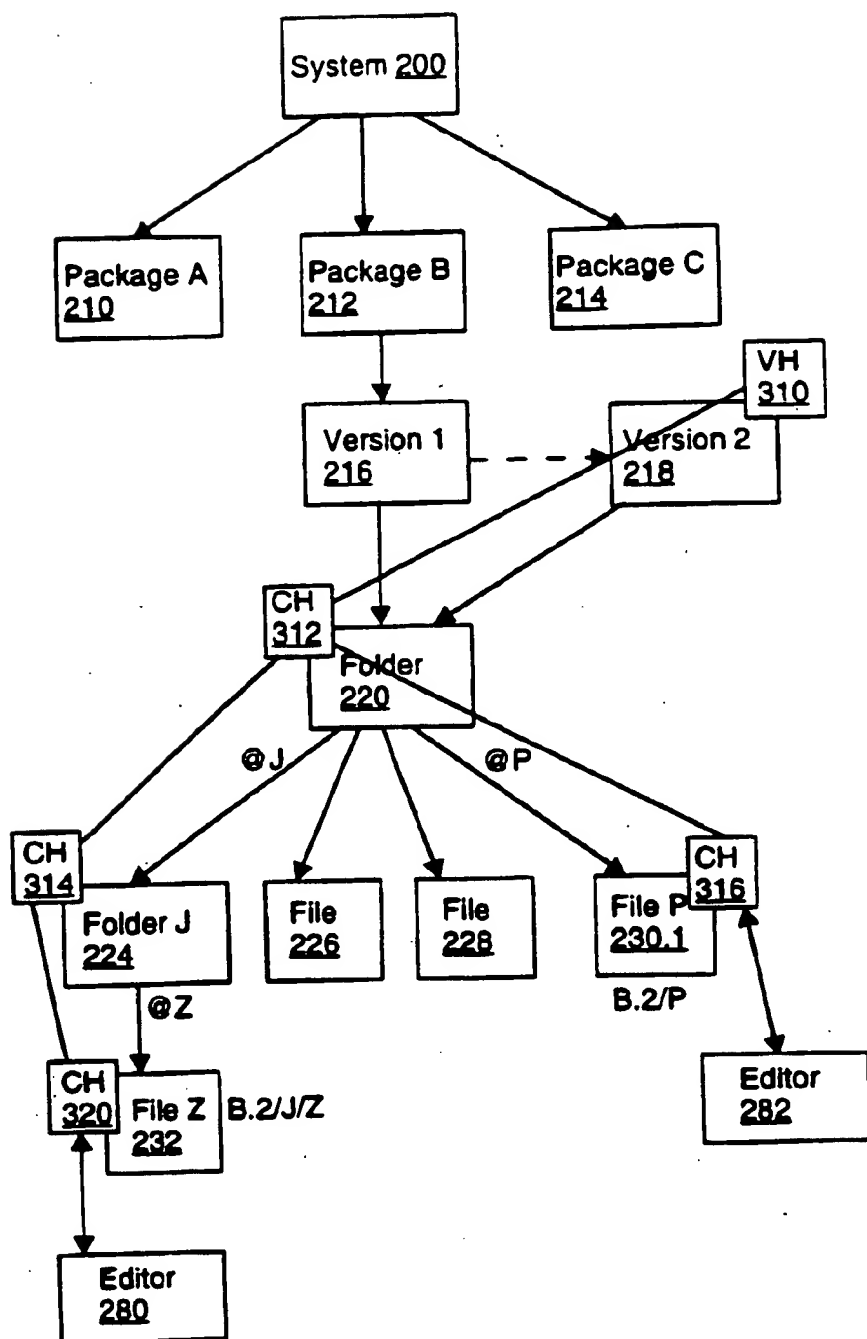 System 200
Package A
210
Package B
212
Package C
214
VH
310
Version 1
216
Version 2
218
CH
312
Folder
220
@J
@P
CH
314
Folder J
224
File
226
File
228
CH
316
File P
230.1
@Z
B.2/P
CH
320
File Z
232
B.2/J/Z
Editor
282
Editor
280